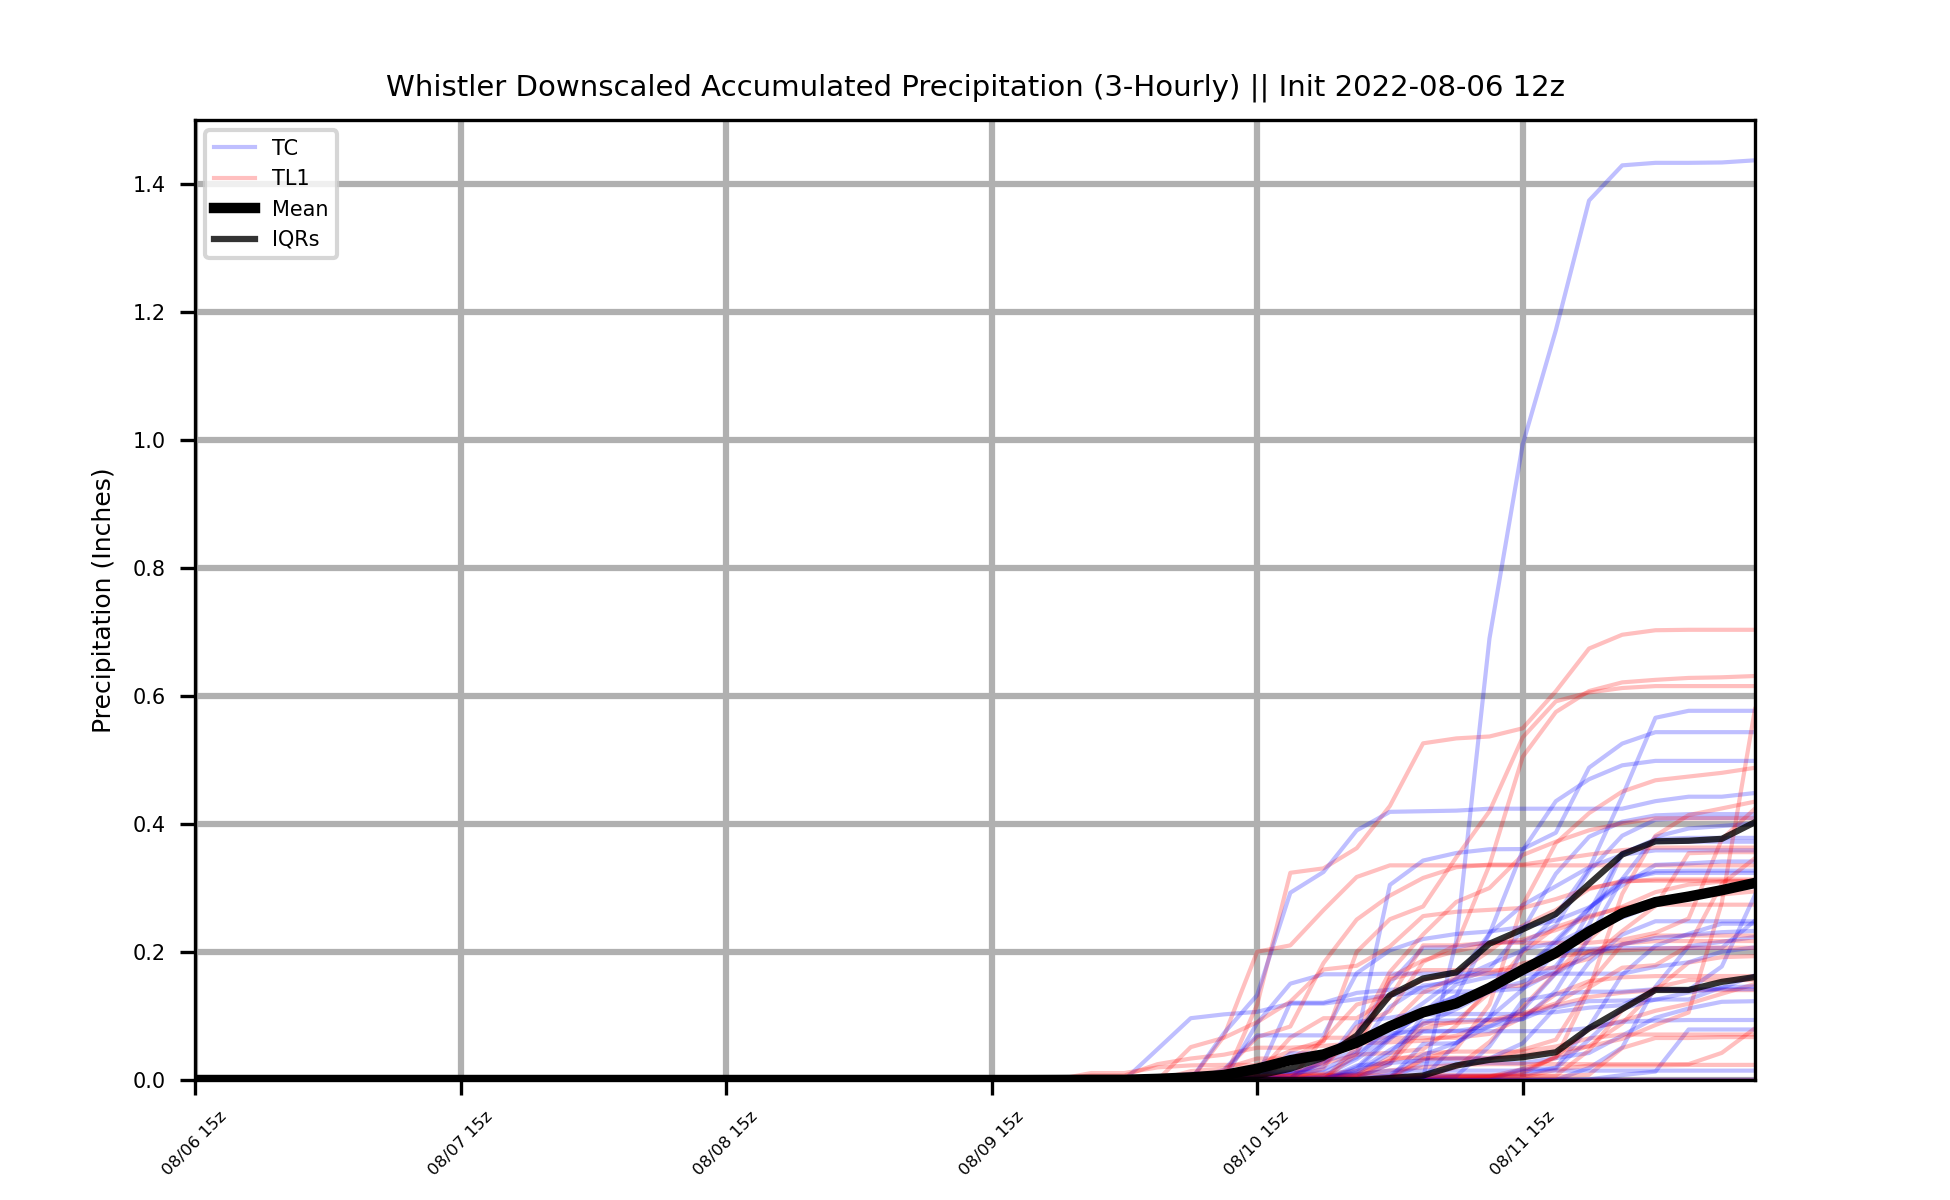 Whistler Downscaled Accumulated Precipitation (3-Hourly) || Init 2022-08-06 12z
TC
TL1
Mean
IQRs
Precipitation (Inches)
1.4
1.2
1.0
0.8
0.6
0.4
0.2
0.0
08/06 15z
08/07 15z
08/08 15z
08/09 15z
08/10 15z
08/11 15z